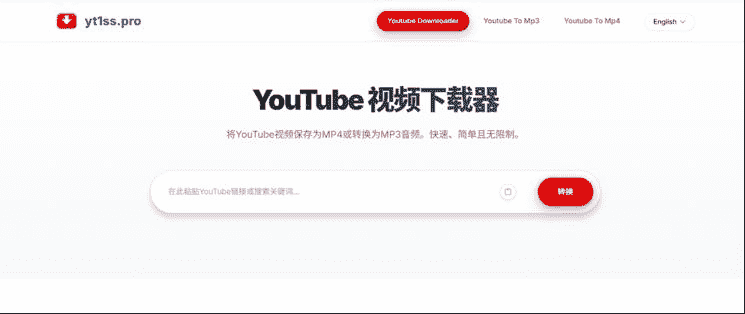 yt1ss.pro
Youtube Downloader
Youtube To Mp3
Youtube To Mp4
English
YouTube 视频下载器
将YouTube视频保存为MP4或转换为MP3音频。快速、简单且无限制。
在此粘贴YouTube链接或搜索关键词...
转换